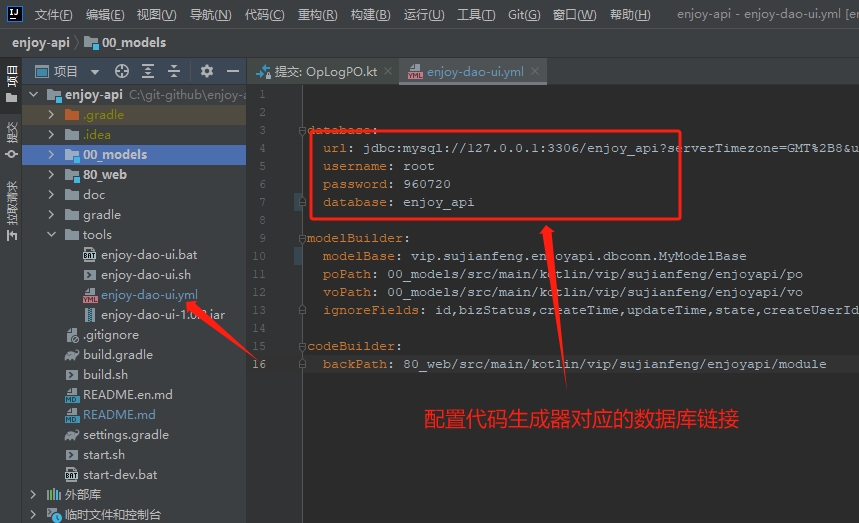 文件(F) 编辑(E) 视图(V) 导航(N) 代码(C) 重构(R) 构建(B) 运行(U) 工具(T) Git(G) 窗口(W) 帮助(H) enjoy-api - enjoy-dao-ui.yml [e
enjoy-api 〉 00_models
项目 提交: OpLogPO.kt enjoy-dao-ui.yml
项目
提交
拉取请求
enjoy-api C:\git-github\enjoy-a
.gradle
.idea
00_models
80_web
doc
gradle
tools
enjoy-dao-ui.bat
enjoy-dao-ui.sh
enjoy-dao-ui.yml
.gitignore
build.gradle
build.sh
README.en.md
README.md
settings.gradle
start.sh
start-dev.bat
外部库
临时文件和控制台
1
2
3 database:
4 url: jdbc:mysql://127.0.0.1:3306/enjoy_api?serverTimezone=GMT%2B8&u
5 username: root
6 password: 960720
7 database: enjoy_api
8
9 modelBuilder:
10 modelBase: vip.sujianfeng.enjoyapi.dbconn.MyModelBase
11 poPath: 00_models/src/main/kotlin/vip/sujianfeng/enjoyapi/po
12 voPath: 00_models/src/main/kotlin/vip/sujianfeng/enjoyapi/vo
13 ignoreFields: id,bizStatus,createTime,updateTime,state,createUserId
14
15 codeBuilder:
16 backPath: 80_web/src/main/kotlin/vip/sujianfeng/enjoyapi/module
配置代码生成器对应的数据库链接